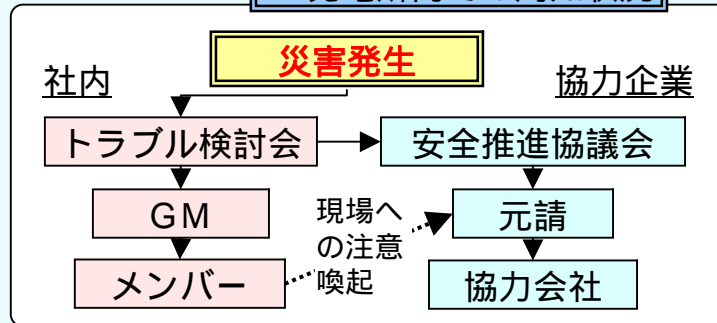 災害発生
社内
協力企業
トラブル検討会
安全推進協議会
GM
現場へ
の注意
喚起
元請
メンバー
協力会社